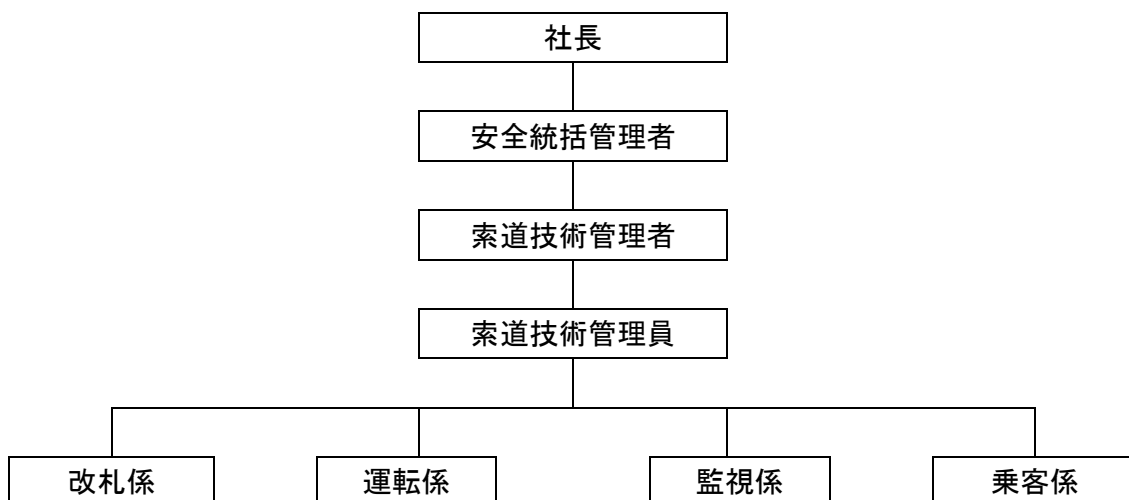 社長
安全統括管理者
索道技術管理者
索道技術管理員
改札係
運転係
監視係
乗客係